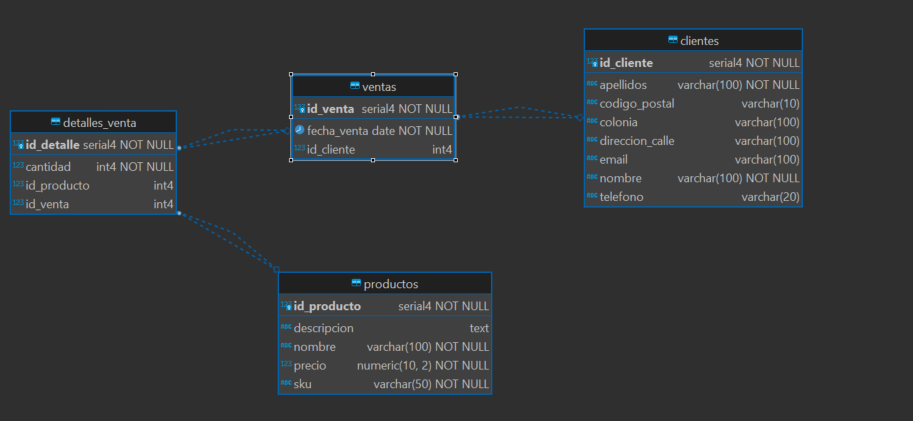 clientes
id_cliente serial4 NOT NULL
apellidos varchar(100) NOT NULL
codigo_postal varchar(10)
colonia varchar(100)
direccion_calle varchar(100)
email varchar(100)
nombre varchar(100) NOT NULL
telefono varchar(20)
ventas
id_venta serial4 NOT NULL
fecha_venta date NOT NULL
id_cliente int4
detalles_venta
id_detalle serial4 NOT NULL
cantidad int4 NOT NULL
id_producto int4
id_venta int4
productos
id_producto serial4 NOT NULL
descripcion text
nombre varchar(100) NOT NULL
precio numeric(10, 2) NOT NULL
sku varchar(50) NOT NULL